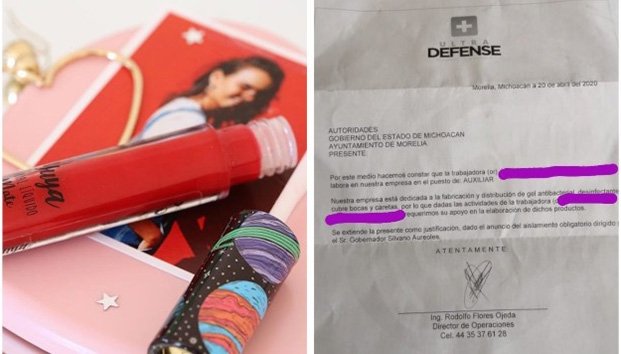 uya
LÍQUIDA
Mate
ULTRA
DEFENSE
Morelia, Michoacan a 20 de abril del 2020
AUTORIDADES
GOBIERNO DEL ESTADO DE MICHOACAN
AYUNTAMIENTO DE MORELIA
PRESENTE
Por este medio hacemos constar que la trabajadora (or)
labora en nuestra empresa en el puesto de: AUXILIAR
Nuestra empresa está dedicada a la fabricación y distribución de gel antibacterial, desinfectante
cubre bocas y caretas, por lo que dadas las actividades de la trabajadora
requerimos su apoyo en la elaboración de dichos productos.
Se extiende la presente como justificación, dado el anuncio del aislamiento obligatorio dirigido
el Sr. Gobernador Silvano Aureoles.
ATENTAMENTE
Ing. Rodolfo Flores Ojeda
Director de Operaciones
Cel. 44 35 37 61 28